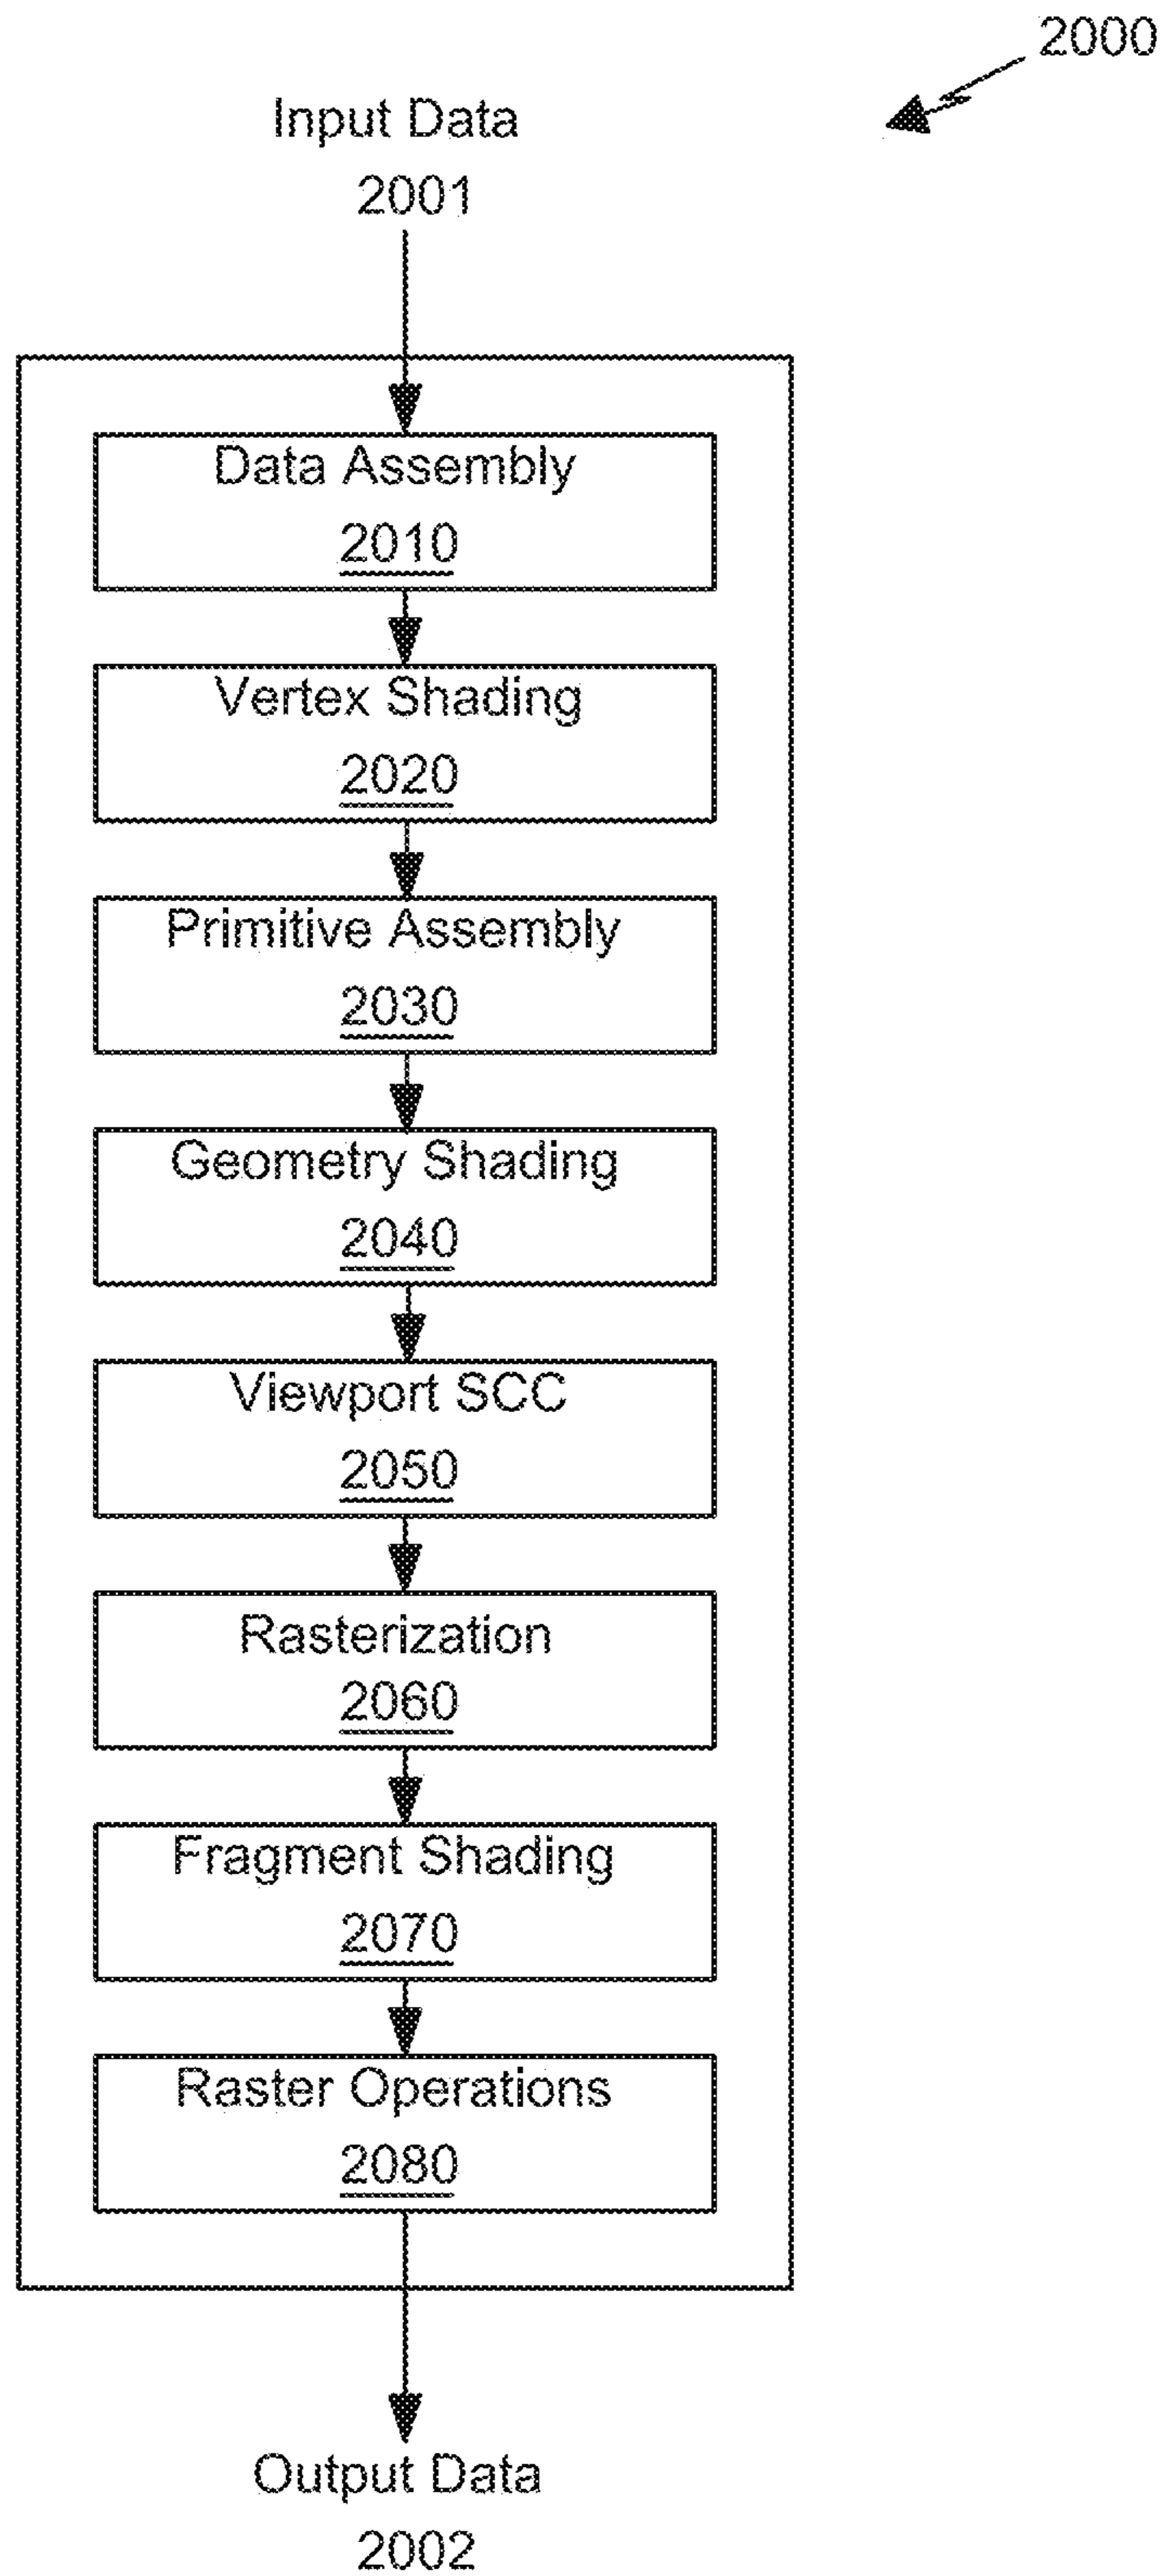 2000
Input Data
2001
Data Assembly
2010
Vertex Shading
2020
Primitive Assembly
2030
Geometry Shading
2040
Viewport SCC
2050
Rasterization
2060
Fragment Shading
2070
Raster Operations
2080
Output Data
2002